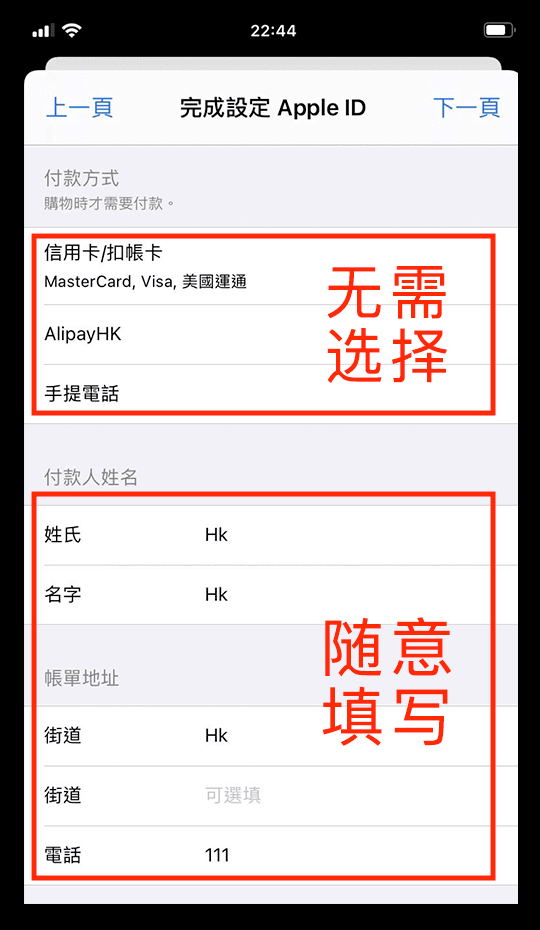 22:44
上一頁 完成設定 Apple ID 下一頁
付款方式
購物時才需要付款。
信用卡/扣帳卡
MasterCard, Visa, 美國運通
AlipayHK
手提電話
无需
选择
付款人姓名
姓氏 Hk
名字 Hk
帳單地址
街道 Hk
街道 可選填
電話 111
随意
填写